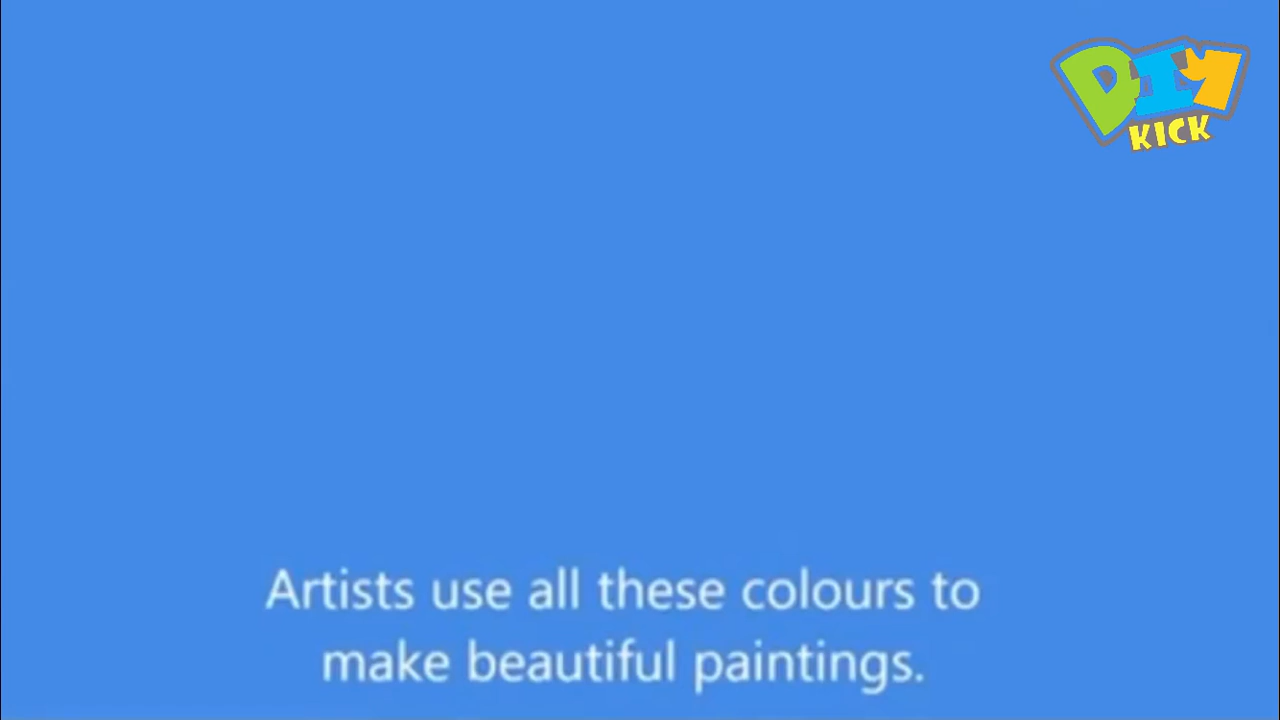 DIY
KICK
Artists use all these colours to
make beautiful paintings.